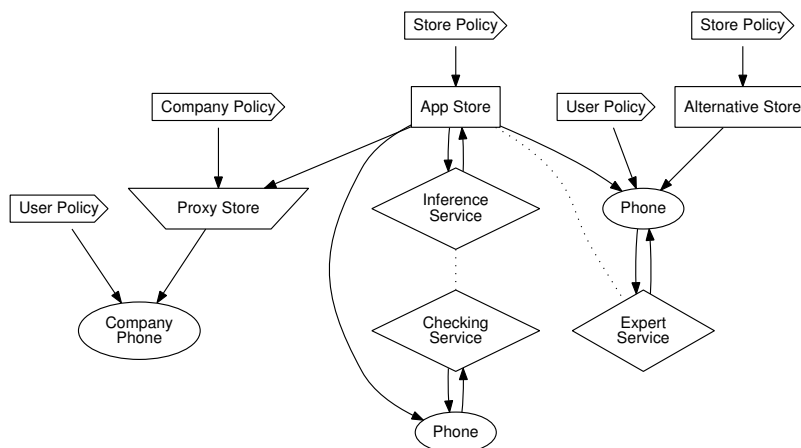 Store Policy
Store Policy
Company Policy
App Store
User Policy
Alternative Store
User Policy
Proxy Store
Inference
Service
Phone
Company
Phone
Checking
Service
Expert
Service
Phone